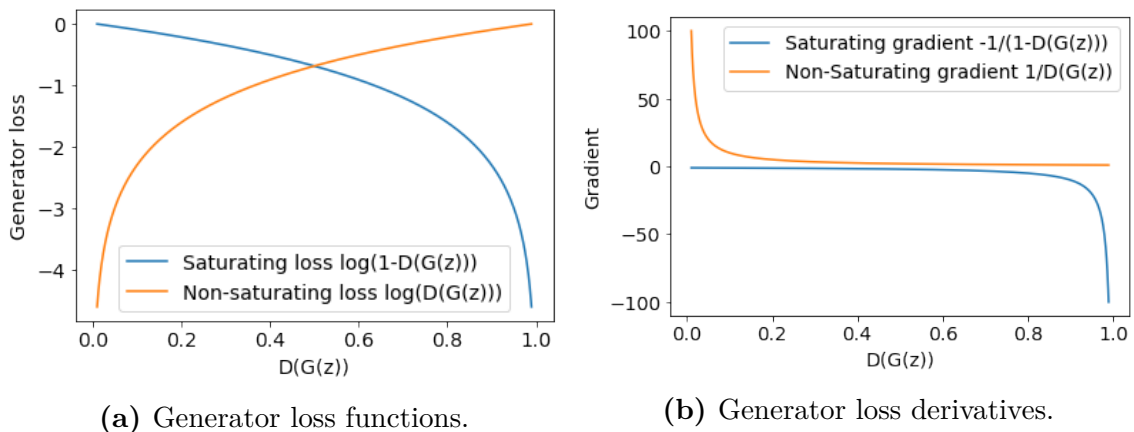 0
−1
−2
−3
−4
Generator loss
Saturating loss log(1-D(G(z)))
Non-saturating loss log(D(G(z)))
0.0 0.2 0.4 0.6 0.8 1.0
D(G(z))
(a) Generator loss functions.
100
50
0
−50
−100
Gradient
Saturating gradient -1/(1-D(G(z)))
Non-Saturating gradient 1/D(G(z))
0.0 0.2 0.4 0.6 0.8 1.0
D(G(z))
(b) Generator loss derivatives.